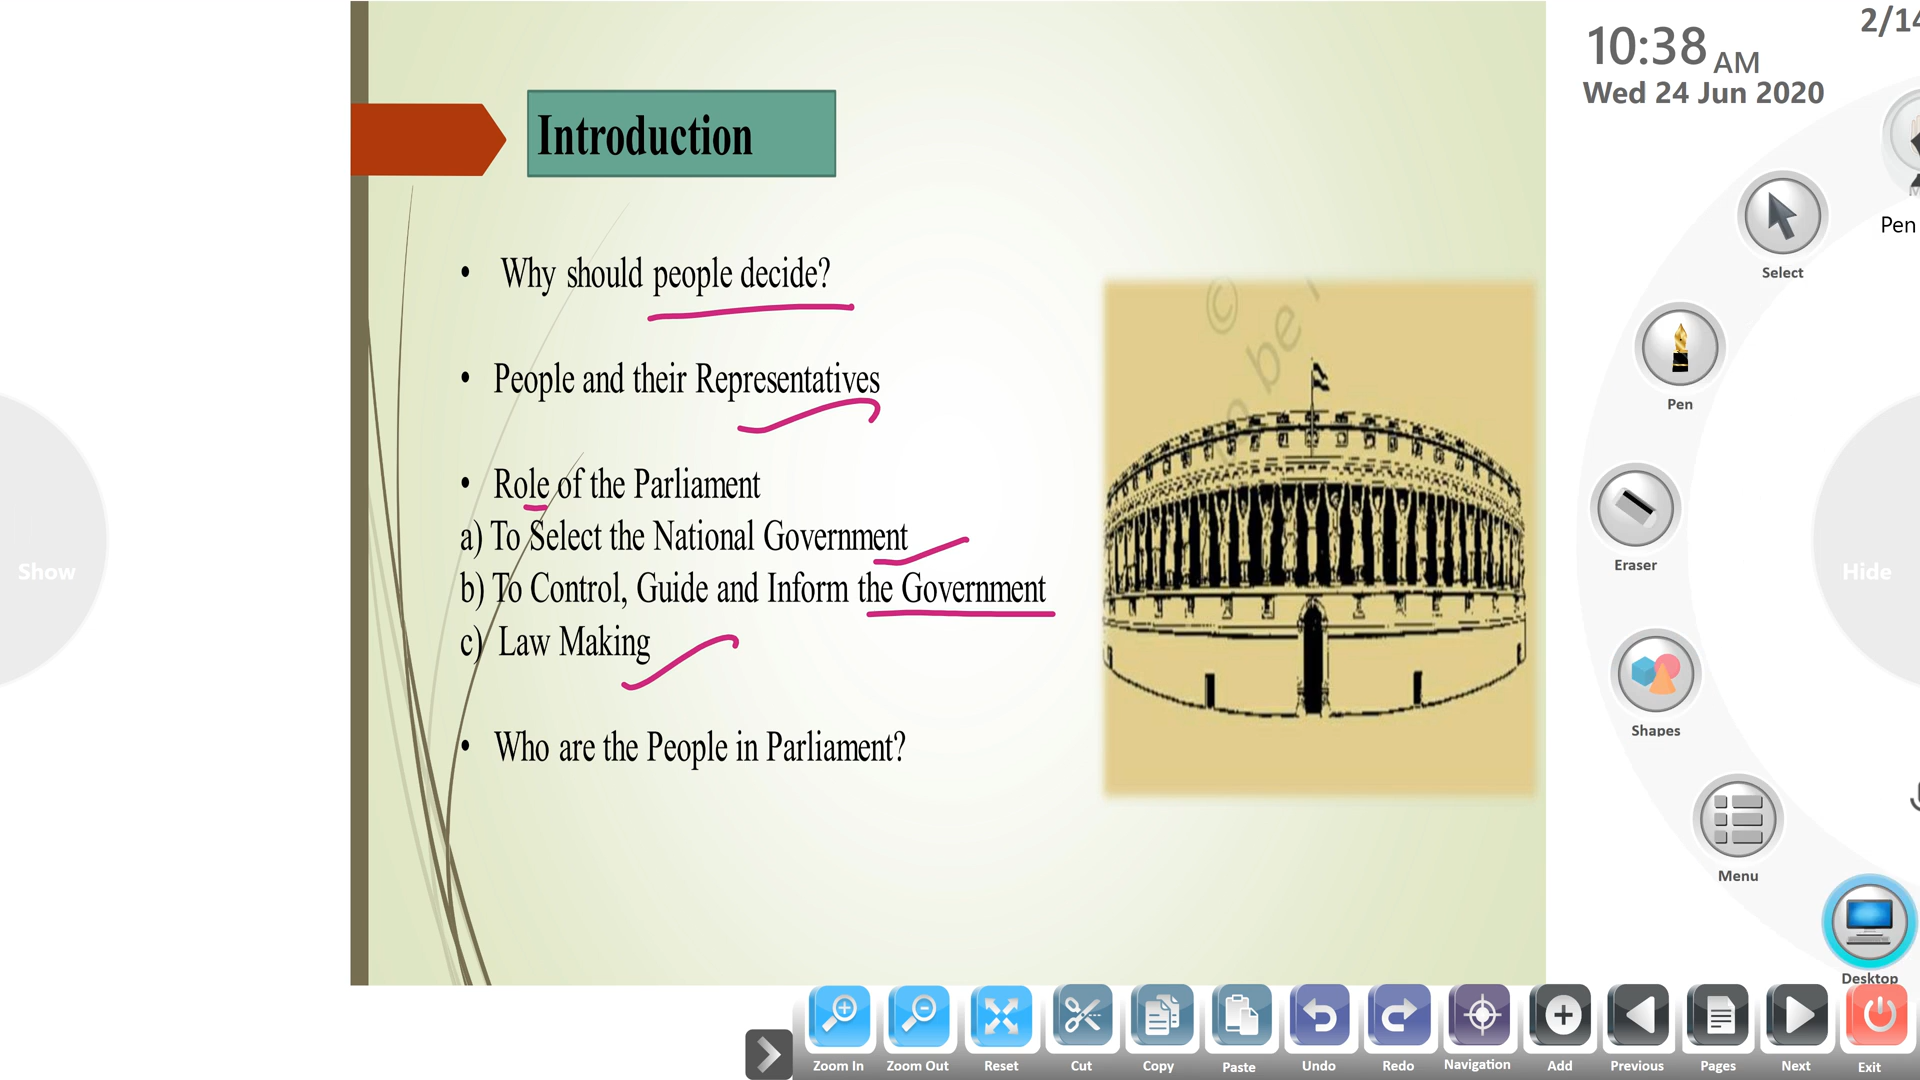 10:38 AM
Wed 24 Jun 2020
Introduction
• Why should people decide?
• People and their Representatives
• Role of the Parliament
a) To Select the National Government
b) To Control, Guide and Inform the Government
c) Law Making
• Who are the People in Parliament?
©
be
Show
Hide
Pen
Select
Pen
Eraser
Shapes
Menu
Desktop
Zoom In Zoom Out Reset Cut Copy Paste Undo Redo Navigation Add Previous Pages Next Exit